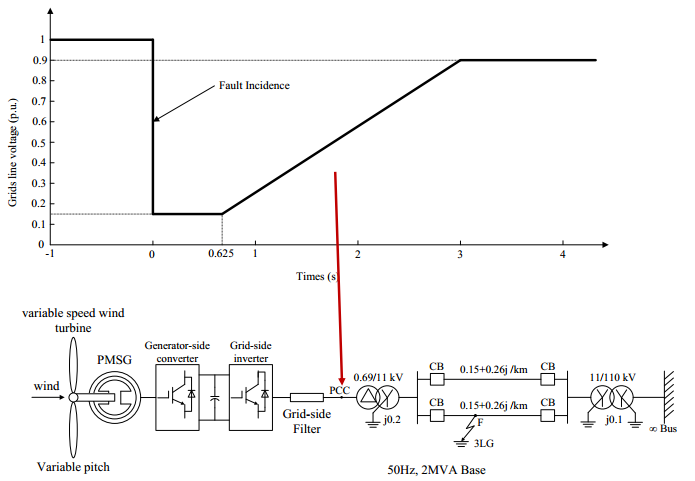 Grids line voltage (p.u.)
1
0.9
0.8
0.7
0.6
0.5
0.4
0.3
0.2
0.1
0
Fault Incidence
-1
0
0.625
1
2
3
4
Times (s)
variable speed wind
turbine
PMSG
wind
Variable pitch
Generator-side
converter
Grid-side
inverter
Grid-side
Filter
PCC
0.69/11 kV
j0.2
CB
0.15+0.26j /km
CB
CB
0.15+0.26j /km
CB
F
3LG
11/110 kV
j0.1
∞ Bus
50Hz, 2MVA Base